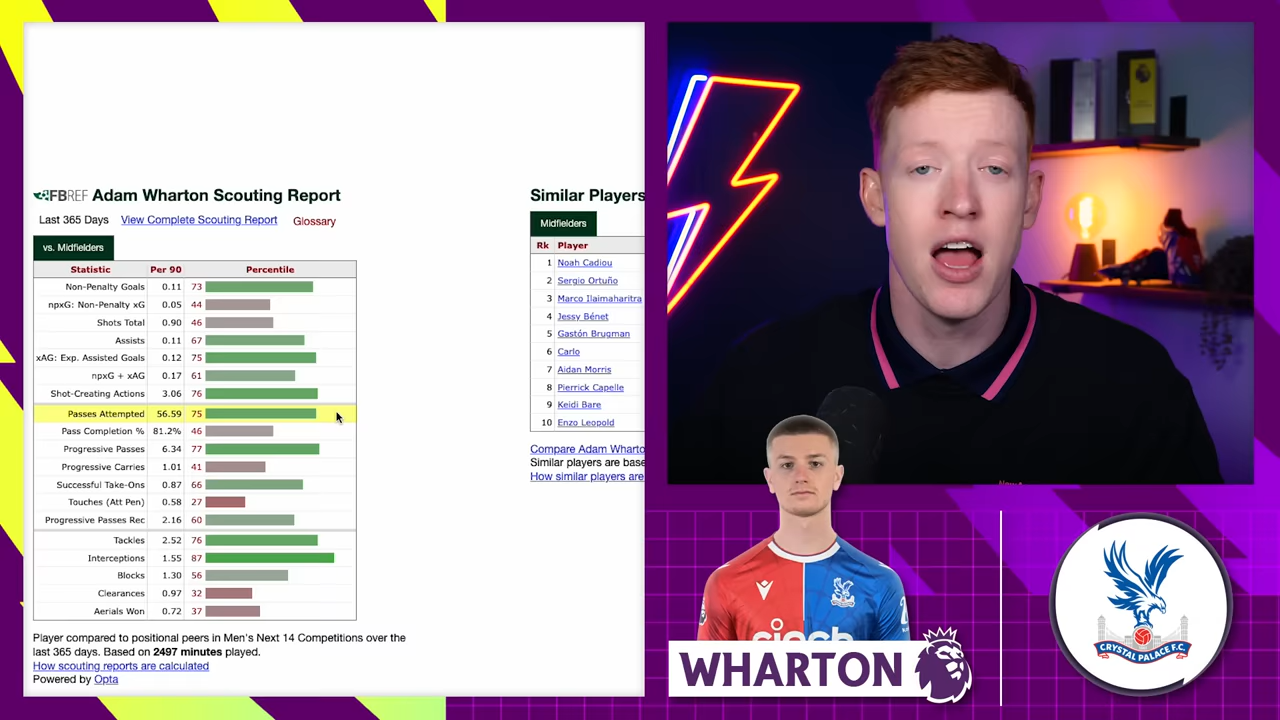 FBREF Adam Wharton Scouting Report
Last 365 Days View Complete Scouting Report Glossary
vs. Midfielders
Statistic Per 90 Percentile
Non-Penalty Goals 0.11 73
npxG: Non-Penalty xG 0.05 44
Shots Total 0.90 46
Assists 0.11 67
xAG: Exp. Assisted Goals 0.12 75
npxG + xAG 0.17 61
Shot-Creating Actions 3.06 76
Passes Attempted 56.59 75
Pass Completion % 81.2% 46
Progressive Passes 6.34 77
Progressive Carries 1.01 41
Successful Take-Ons 0.87 66
Touches (Att Pen) 0.58 27
Progressive Passes Rec 2.16 60
Tackles 2.52 76
Interceptions 1.55 87
Blocks 1.30 56
Clearances 0.97 32
Aerials Won 0.72 37
Player compared to positional peers in Men's Next 14 Competitions over the
last 365 days. Based on 2497 minutes played.
How scouting reports are calculated
Powered by Opta
Similar Players
Midfielders
Rk Player
1 Noah Cadiou
2 Sergio Ortuño
3 Marco Ilaimaharitra
4 Jessy Bénet
5 Gastón Brugman
6 Carlo
7 Aidan Morris
8 Pierrick Capelle
9 Keidi Bare
10 Enzo Leopold
Compare Adam Wharto
Similar players are base
How similar players are
cinch
WHARTON
CRYSTAL PALACE F.C.